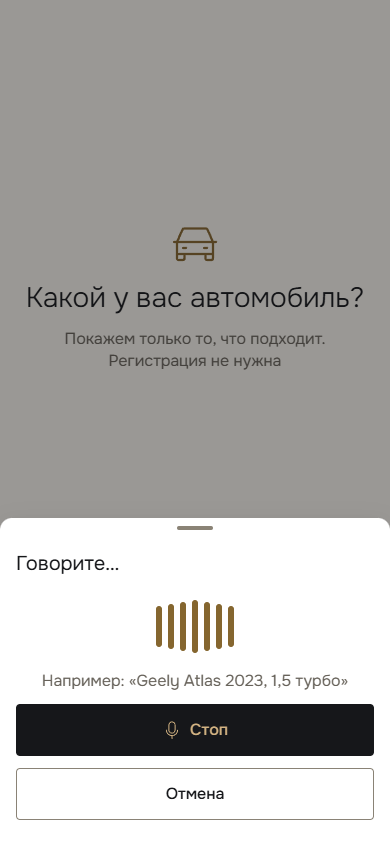 Какой у вас автомобиль?
Покажем только то, что подходит.
Регистрация не нужна
Говорите…
Например: «Geely Atlas 2023, 1,5 турбо»
Стоп
Отмена